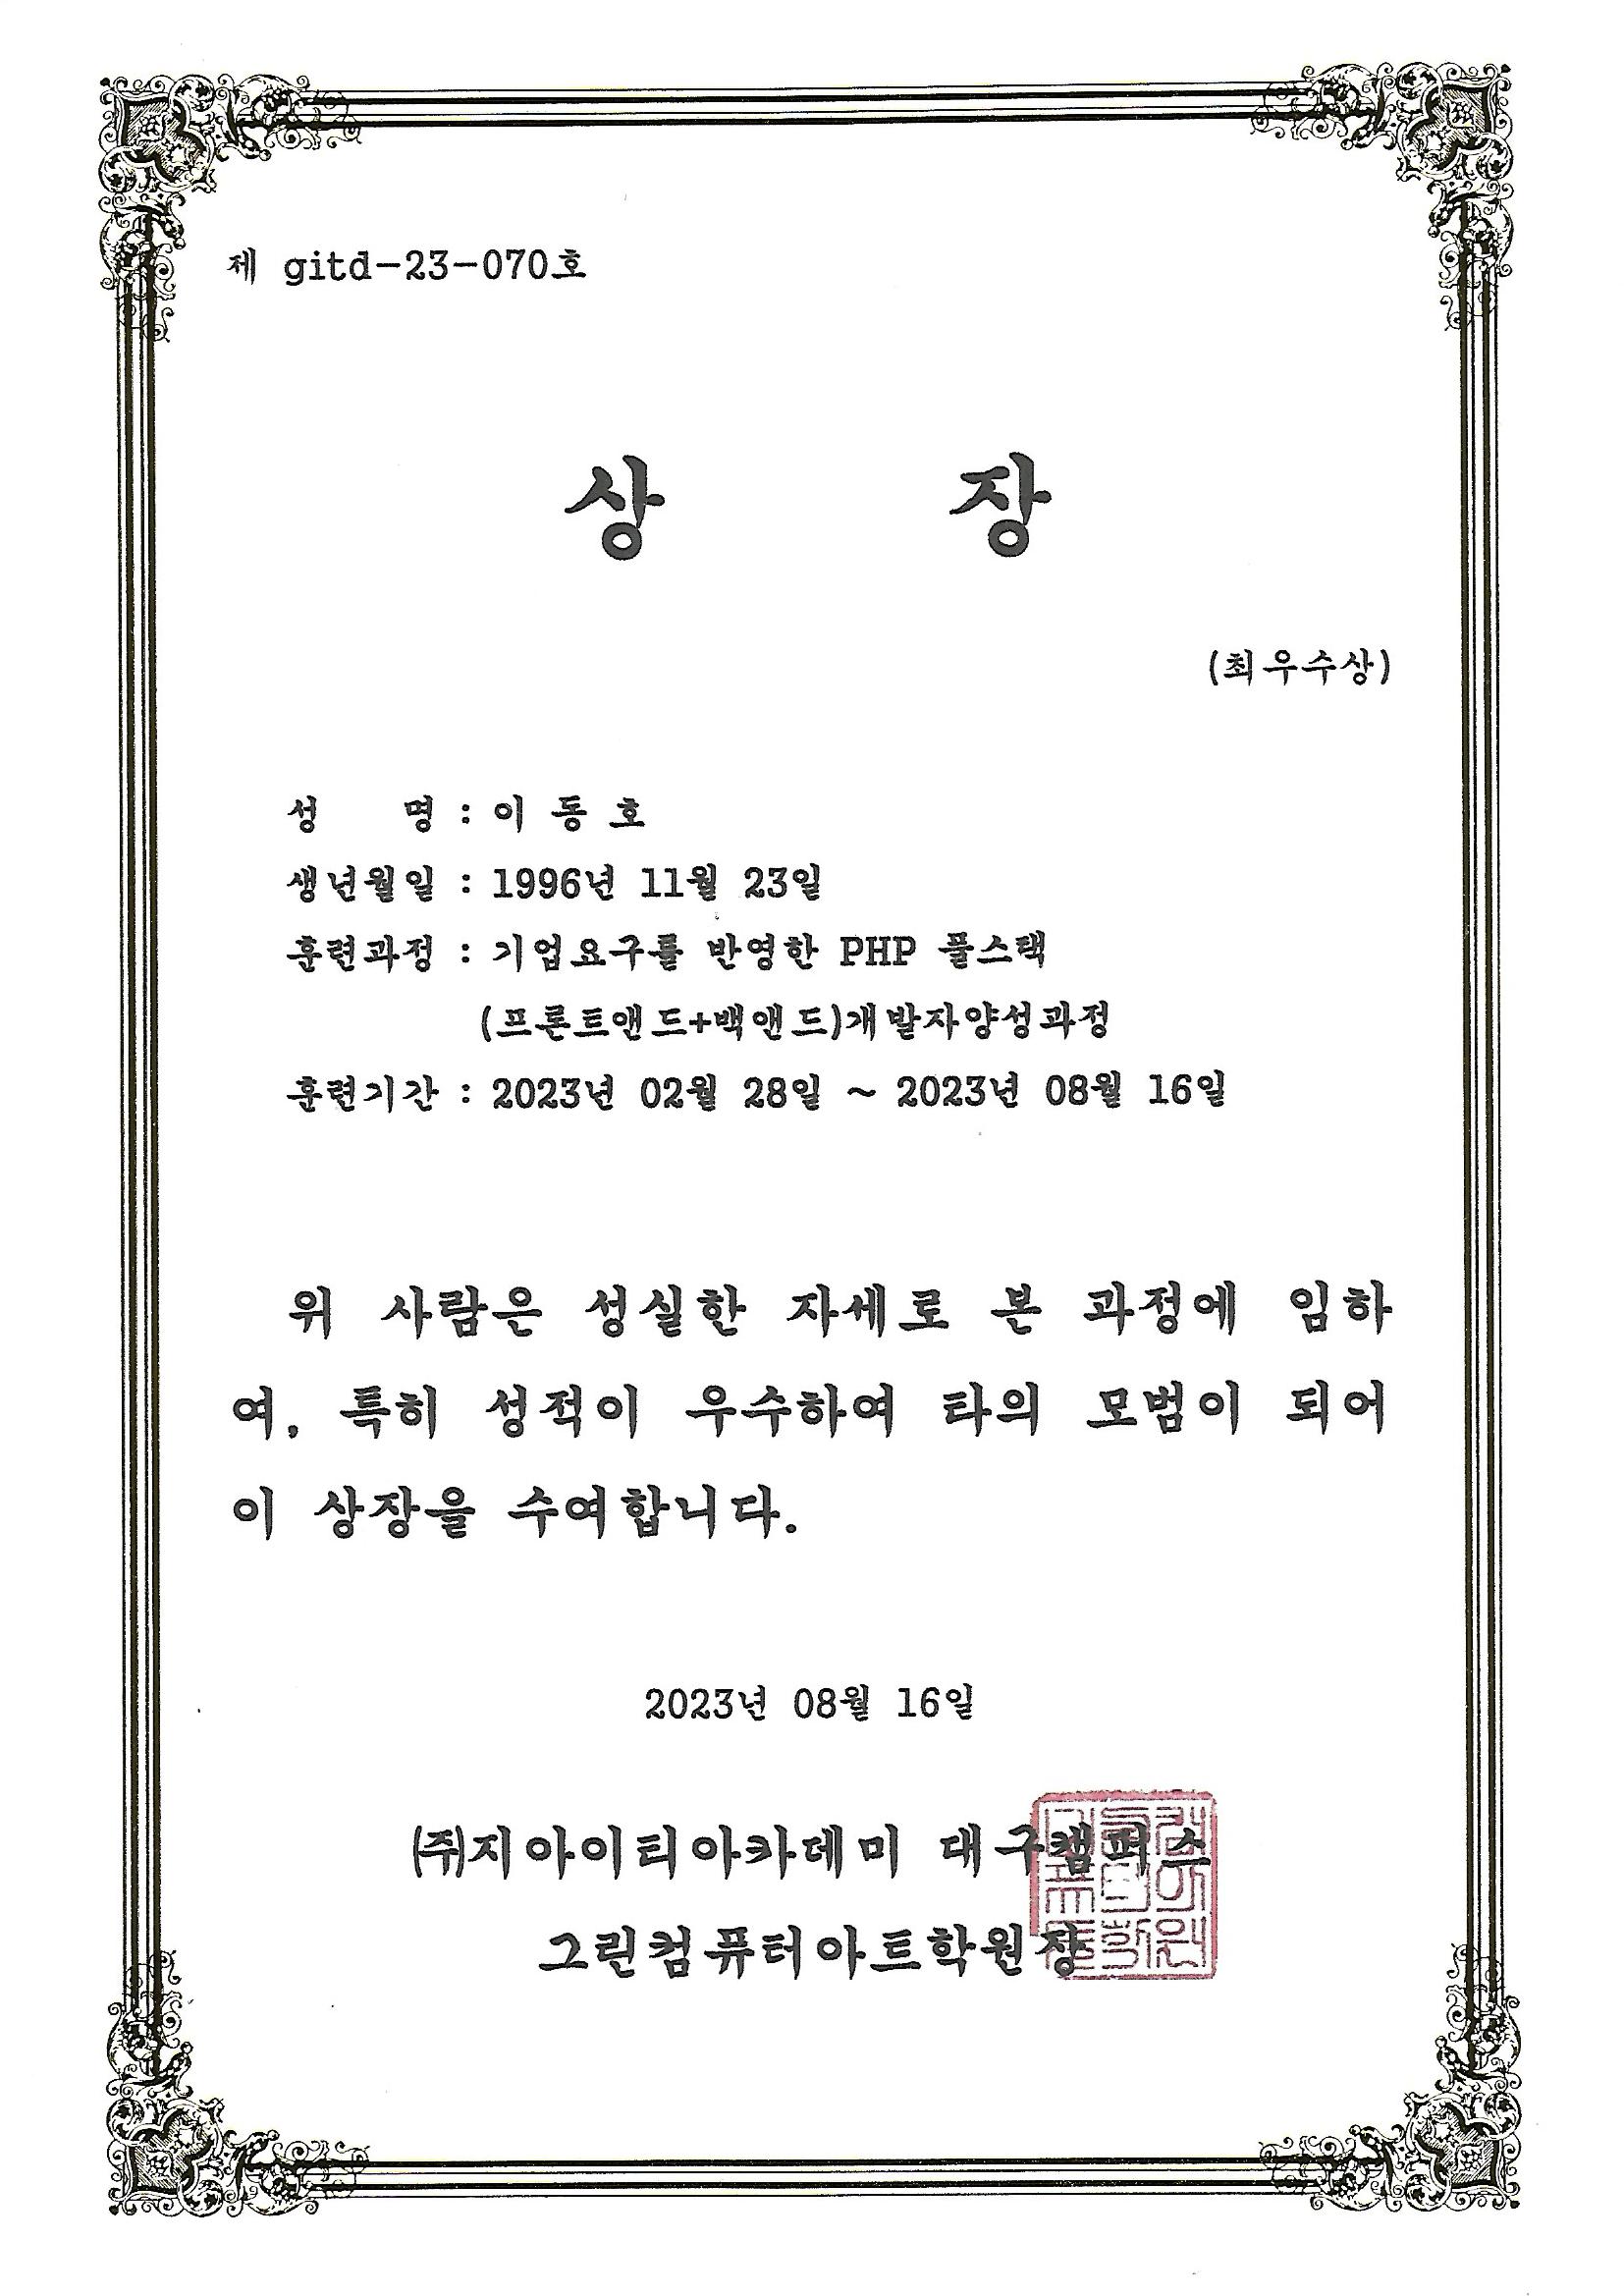 제 gitd-23-070호
상 장
(최우수상)
성 명 : 이 동 호
생년월일 : 1996년 11월 23일
훈련과정 : 기업요구를 반영한 PHP 풀스택
(프론트앤드+백앤드)개발자양성과정
훈련기간 : 2023년 02월 28일 ~ 2023년 08월 16일
위 사람은 성실한 자세로 본 과정에 임하
여, 특히 성적이 우수하여 타의 모범이 되어
이 상장을 수여합니다.
2023년 08월 16일
(주)지아이티아카데미 대구캠퍼스
그린컴퓨터아트학원장